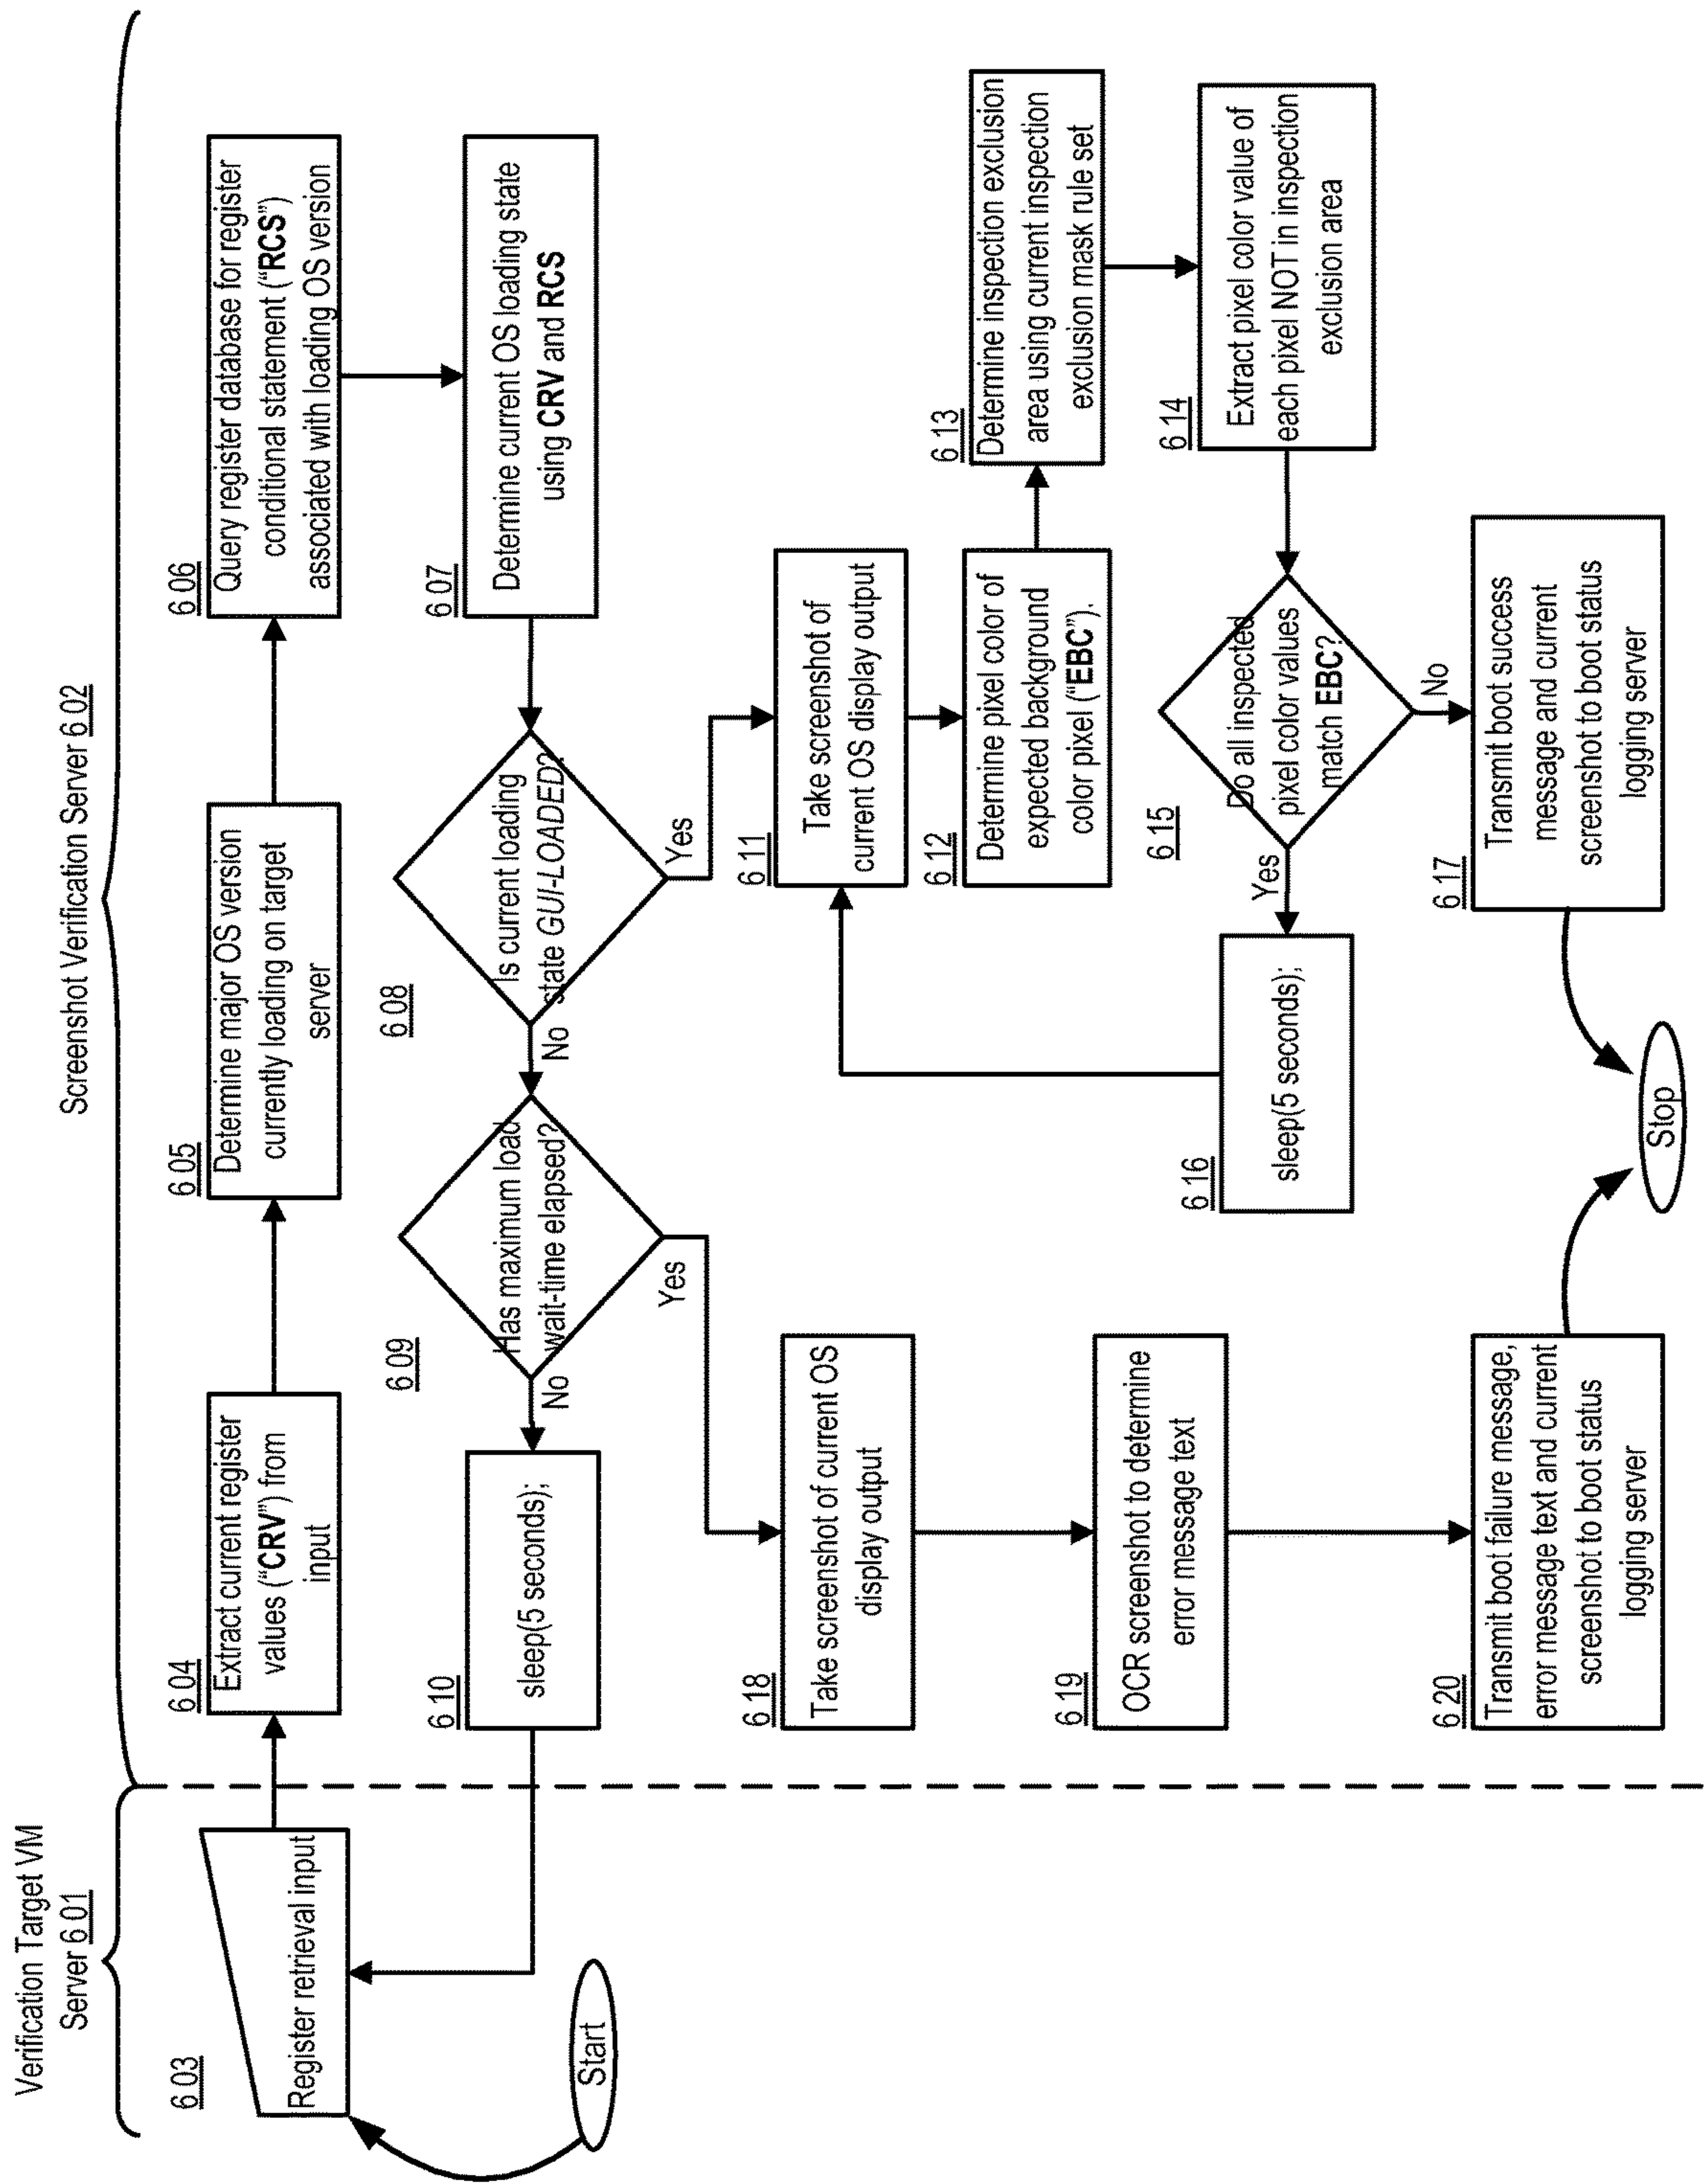 Verification Target VM
Server 6 01
Screenshot Verification Server 6 02
6 03
Register retrieval input
Start
6 04
Extract current register
values (“CRV”) from
input
6 05
Determine major OS version
currently loading on target
server
6 06
Query register database for register
conditional statement (“RCS”)
associated with loading OS version
6 07
Determine current OS loading state
using CRV and RCS
6 08
Is current loading
state GUI-LOADED?
No
Yes
6 09
Has maximum load
wait-time elapsed?
No
Yes
6 10
sleep(5 seconds);
6 11
Take screenshot of
current OS display output
6 12
Determine pixel color of
expected background
color pixel (“EBC”).
6 13
Determine inspection exclusion
area using current inspection
exclusion mask rule set
6 14
Extract pixel color value of
each pixel NOT in inspection
exclusion area
6 15
Do all inspected
pixel color values
match EBC?
Yes
No
6 16
sleep(5 seconds);
6 17
Transmit boot success
message and current
screenshot to boot status
logging server
6 18
Take screenshot of current OS
display output
6 19
OCR screenshot to determine
error message text
6 20
Transmit boot failure message,
error message text and current
screenshot to boot status
logging server
Stop